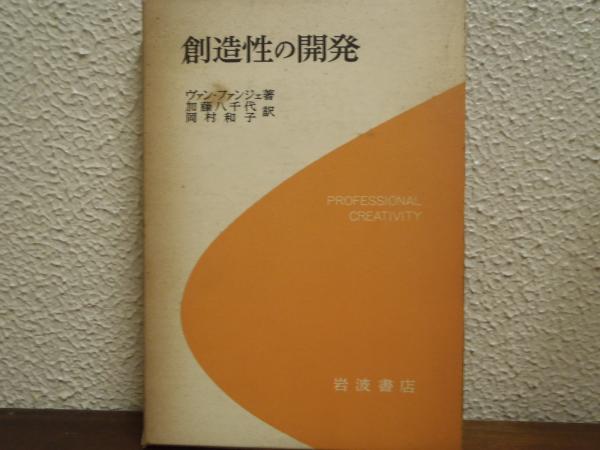 創造性の開発
ヴァン・ファンジェ著
加藤八千代
岡村和子 訳
PROFESSIONAL
CREATIVITY
岩波書店